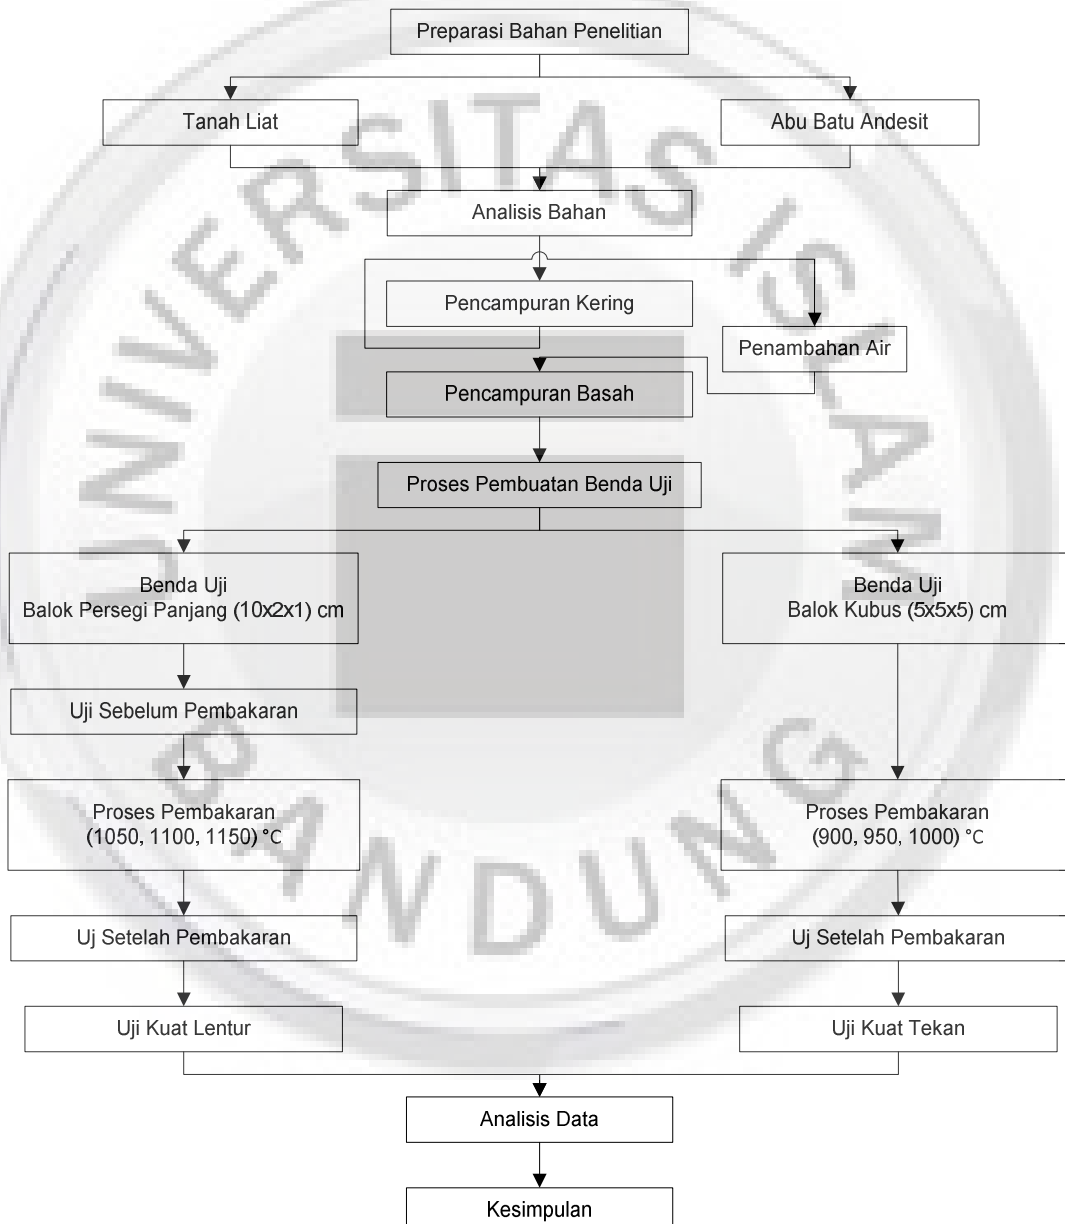 Preparasi Bahan Penelitian
Tanah Liat
Abu Batu Andesit
Analisis Bahan
Pencampuran Kering
Penambahan Air
Pencampuran Basah
Proses Pembuatan Benda Uji
Benda Uji
Balok Persegi Panjang (10x2x1) cm
Benda Uji
Balok Kubus (5x5x5) cm
Uji Sebelum Pembakaran
Proses Pembakaran
(1050, 1100, 1150) °C
Proses Pembakaran
(900, 950, 1000) °C
Uj Setelah Pembakaran
Uj Setelah Pembakaran
Uji Kuat Lentur
Uji Kuat Tekan
Analisis Data
Kesimpulan
UNIVERSITAS ISLAM
BANDUNG